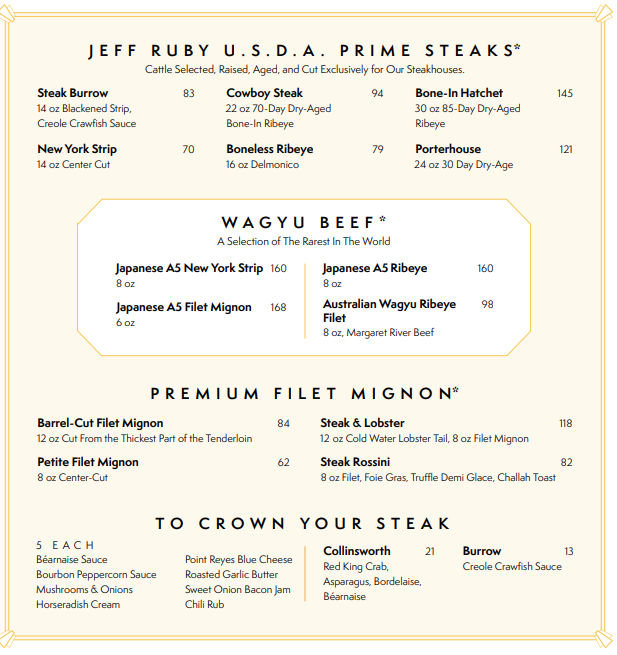 JEFF RUBY U.S.D.A. PRIME STEAKS*
Cattle Selected, Raised, Aged, and Cut Exclusively for Our Steakhouses.
Steak Burrow 83
14 oz Blackened Strip,
Creole Crawfish Sauce
Cowboy Steak 94
22 oz 70-Day Dry-Aged
Bone-In Ribeye
Bone-In Hatchet 145
30 oz 85-Day Dry-Aged
Ribeye
New York Strip 70
14 oz Center Cut
Boneless Ribeye 79
16 oz Delmonico
Porterhouse 121
24 oz 30 Day Dry-Age
WAGYU BEEF*
A Selection of The Rarest In The World
Japanese A5 New York Strip 160
8 oz
Japanese A5 Filet Mignon 168
6 oz
Japanese A5 Ribeye 160
8 oz
Australian Wagyu Ribeye 98
Filet
8 oz, Margaret River Beef
PREMIUM FILET MIGNON*
Barrel-Cut Filet Mignon 84
12 oz Cut From the Thickest Part of the Tenderloin
Steak & Lobster 118
12 oz Cold Water Lobster Tail, 8 oz Filet Mignon
Petite Filet Mignon 62
8 oz Center-Cut
Steak Rossini 82
8 oz Filet, Foie Gras, Truffle Demi Glace, Challah Toast
TO CROWN YOUR STEAK
5 EACH
Béarnaise Sauce
Bourbon Peppercorn Sauce
Mushrooms & Onions
Horseradish Cream
Point Reyes Blue Cheese
Roasted Garlic Butter
Sweet Onion Bacon Jam
Chili Rub
Collinsworth 21
Red King Crab,
Asparagus, Bordelaise,
Béarnaise
Burrow 13
Creole Crawfish Sauce